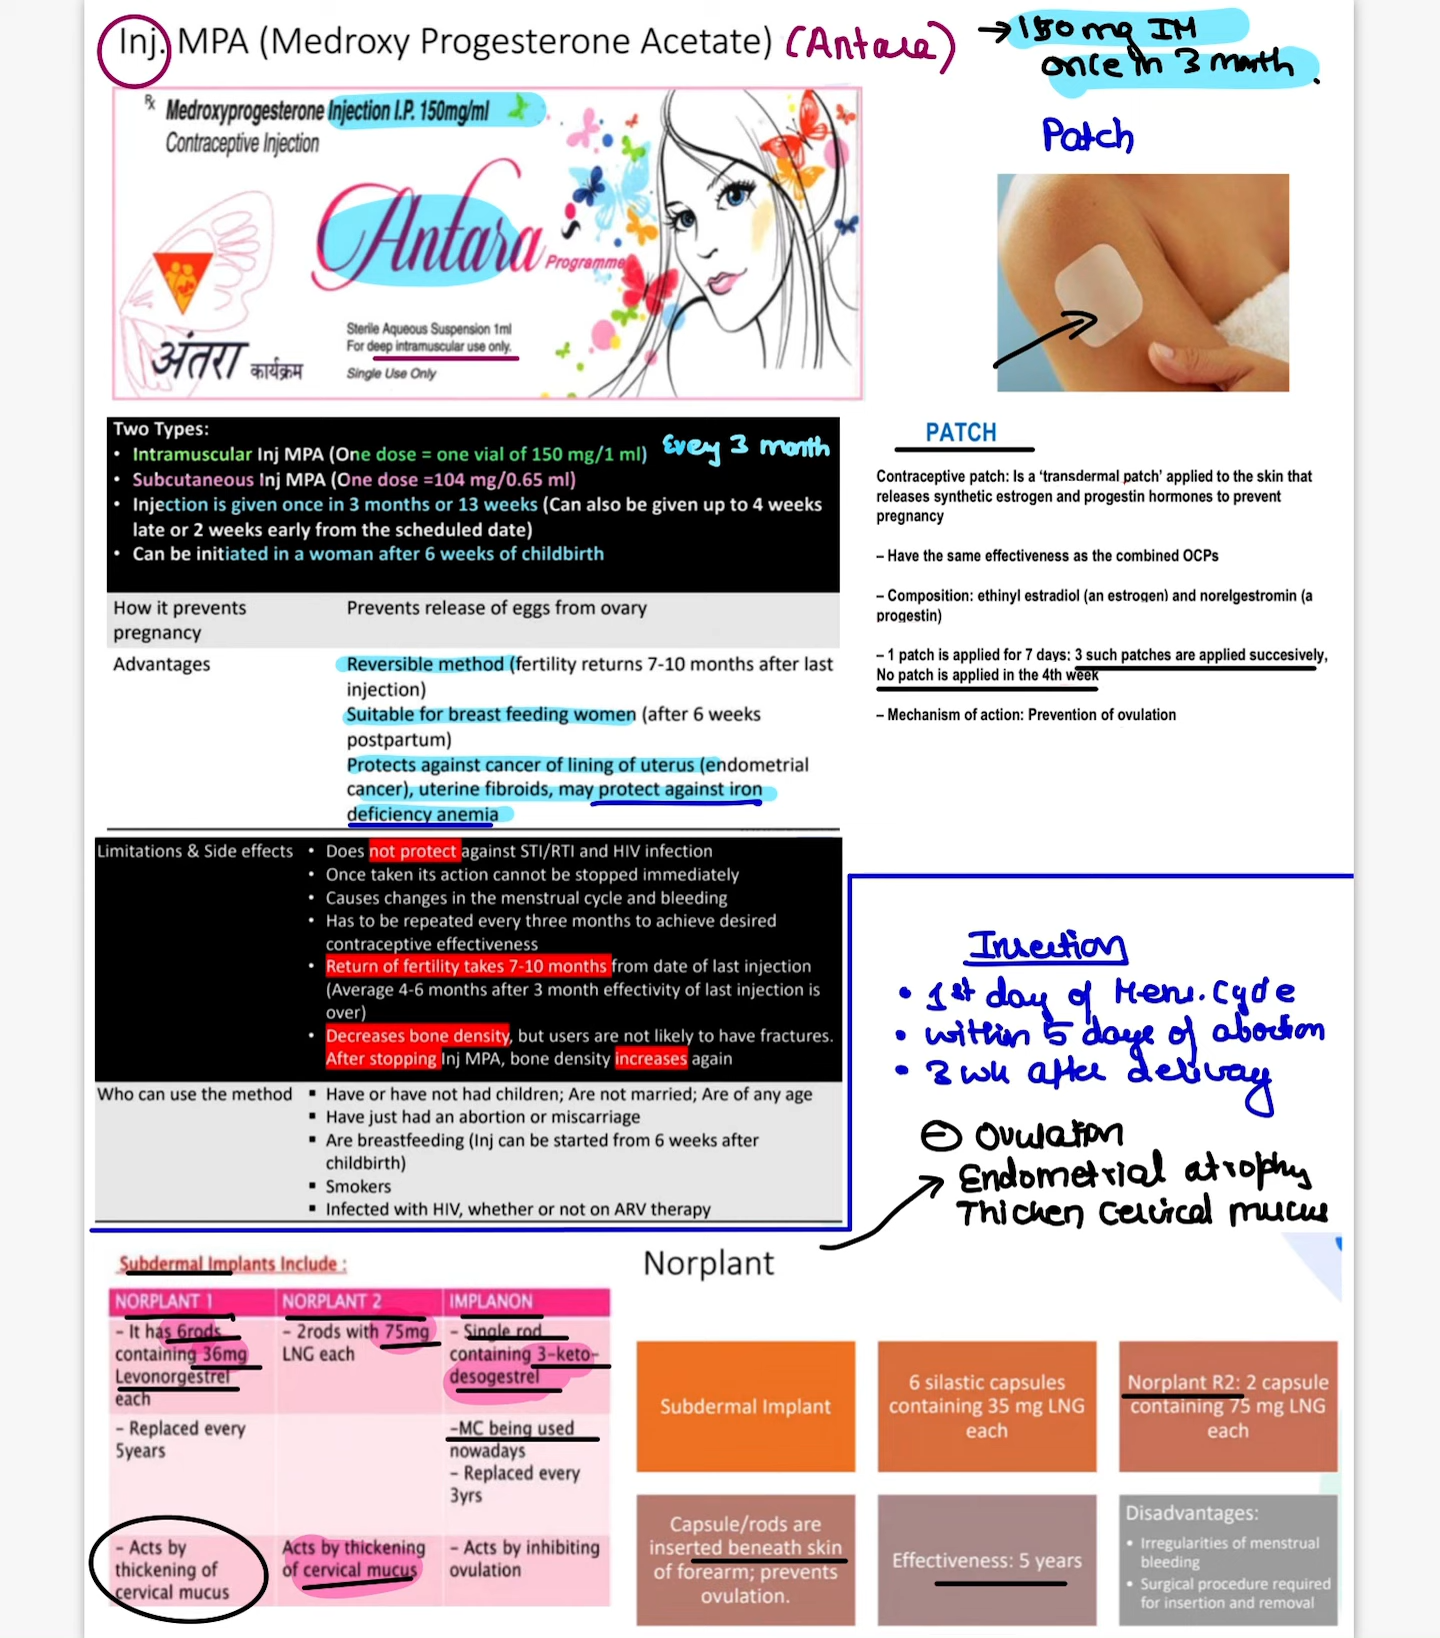 Inj. MPA (Medroxy Progesterone Acetate) (Antara) → 150 mg IM
once in 3 month.
Rx Medroxyprogesterone Injection I.P. 150mg/ml
Contraceptive Injection
Antara Programme
अंतरा कार्यक्रम
Sterile Aqueous Suspension 1ml
For deep intramuscular use only.
Single Use Only
Patch
Two Types:
• Intramuscular Inj MPA (One dose = one vial of 150 mg/1 ml) Every 3 month
• Subcutaneous Inj MPA (One dose =104 mg/0.65 ml)
• Injection is given once in 3 months or 13 weeks (Can also be given up to 4 weeks
late or 2 weeks early from the scheduled date)
• Can be initiated in a woman after 6 weeks of childbirth
How it prevents
pregnancy
Prevents release of eggs from ovary
Advantages
Reversible method (fertility returns 7-10 months after last
injection)
Suitable for breast feeding women (after 6 weeks
postpartum)
Protects against cancer of lining of uterus (endometrial
cancer), uterine fibroids, may protect against iron
deficiency anemia
Limitations & Side effects
• Does not protect against STI/RTI and HIV infection
• Once taken its action cannot be stopped immediately
• Causes changes in the menstrual cycle and bleeding
• Has to be repeated every three months to achieve desired
contraceptive effectiveness
• Return of fertility takes 7-10 months from date of last injection
(Average 4-6 months after 3 month effectivity of last injection is
over)
• Decreases bone density, but users are not likely to have fractures.
After stopping Inj MPA, bone density increases again
Who can use the method
▪ Have or have not had children; Are not married; Are of any age
▪ Have just had an abortion or miscarriage
▪ Are breastfeeding (Inj can be started from 6 weeks after
childbirth)
▪ Smokers
▪ Infected with HIV, whether or not on ARV therapy
PATCH
Contraceptive patch: Is a ‘transdermal patch’ applied to the skin that
releases synthetic estrogen and progestin hormones to prevent
pregnancy
– Have the same effectiveness as the combined OCPs
– Composition: ethinyl estradiol (an estrogen) and norelgestromin (a
progestin)
– 1 patch is applied for 7 days: 3 such patches are applied succesively,
No patch is applied in the 4th week
– Mechanism of action: Prevention of ovulation
Insection
• 1st day of Mens. Cycle
• within 5 days of abortion
• 3 wk after delivay
⊖ Ovulation
Endometrial atrophy
Thicken Cervical mucus
Subdermal Implants Include :
NORPLANT 1
- It has 6rods
containing 36mg
Levonorgestrel
each
- Replaced every
5years
- Acts by
thickening of
cervical mucus
NORPLANT 2
- 2rods with 75mg
LNG each
Acts by thickening
of cervical mucus
IMPLANON
- Single rod
containing 3-keto-
desogestrel
-MC being used
nowadays
- Replaced every
3yrs
- Acts by inhibiting
ovulation
Norplant
Subdermal Implant
6 silastic capsules
containing 35 mg LNG
each
Norplant R2: 2 capsule
containing 75 mg LNG
each
Capsule/rods are
inserted beneath skin
of forearm; prevents
ovulation.
Effectiveness: 5 years
Disadvantages:
• Irregularities of menstrual
bleeding
• Surgical procedure required
for insertion and removal